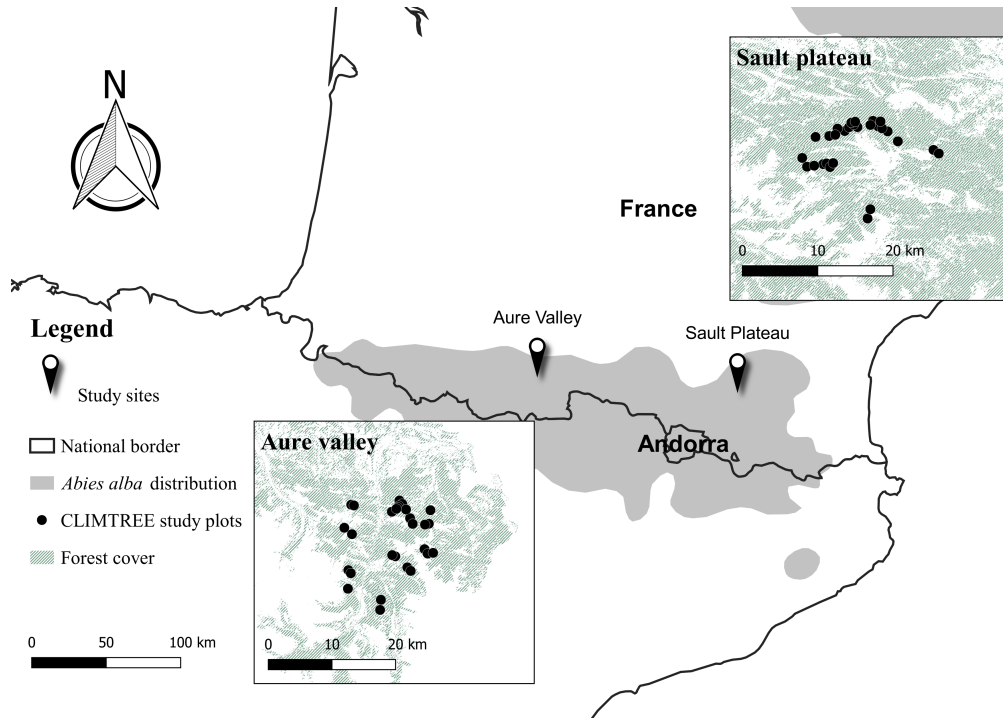 N
Sault plateau
0 10 20 km
France
Aure Valley
Sault Plateau
Andorra
Aure valley
0 10 20 km
Legend
Study sites
National border
Abies alba distribution
CLIMTREE study plots
Forest cover
0 50 100 km